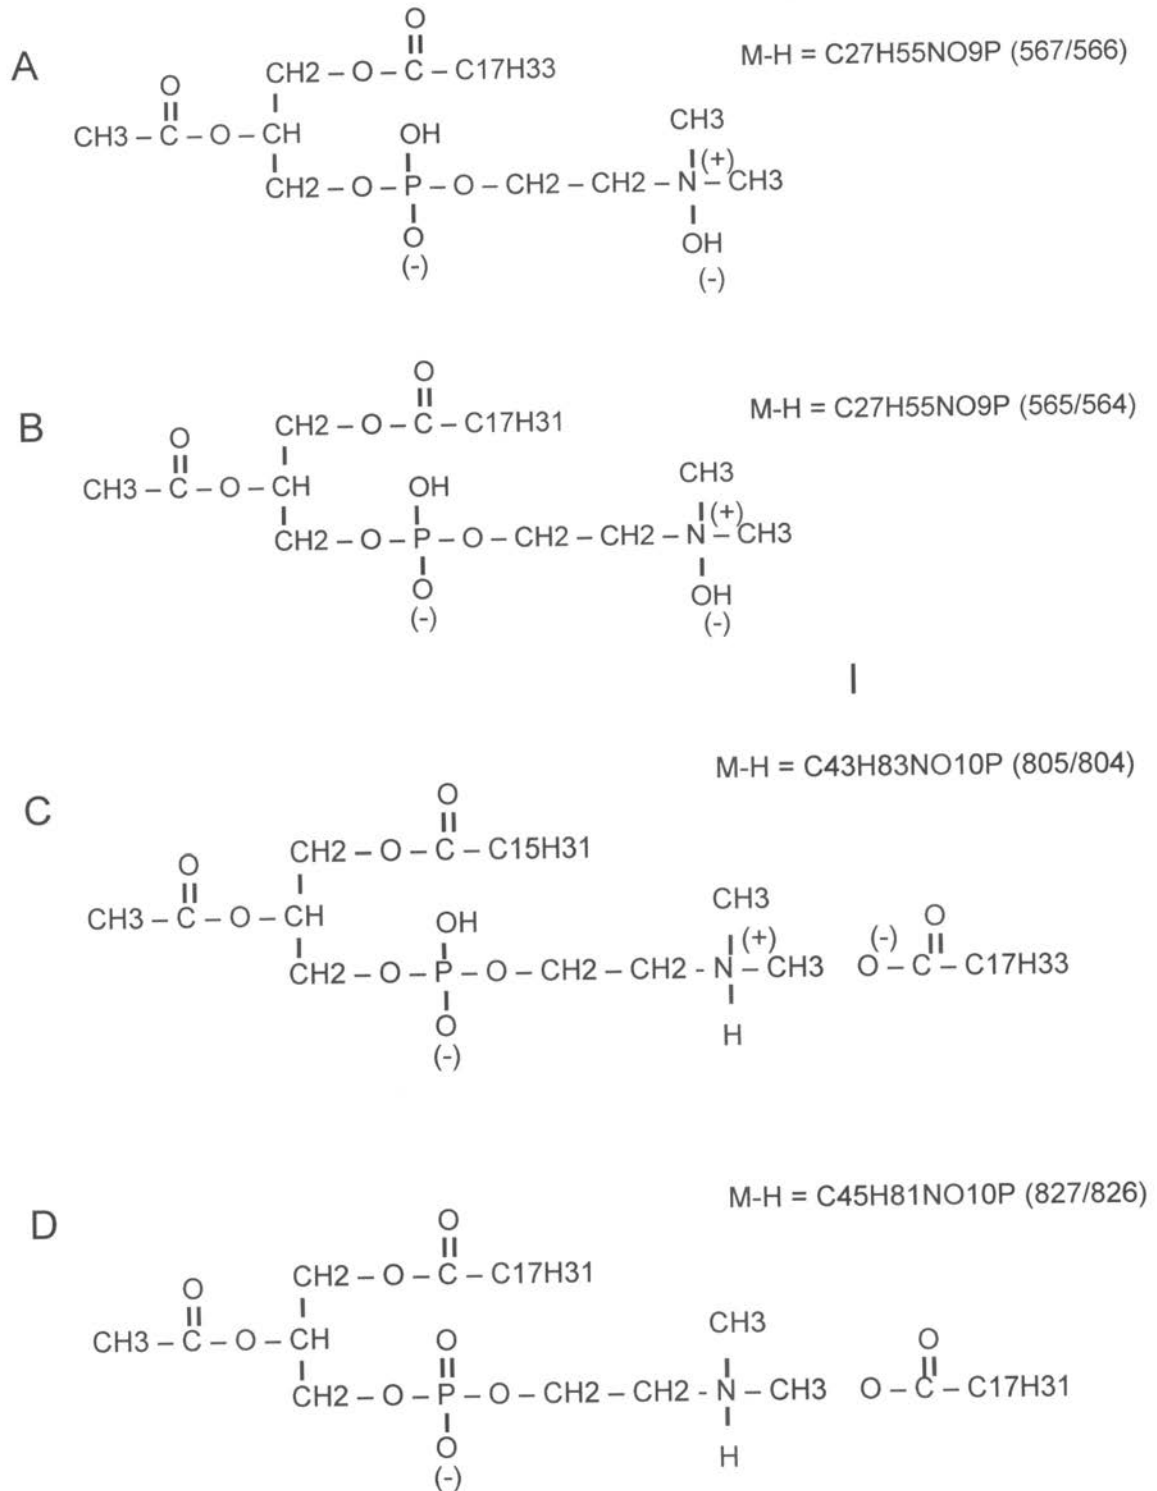 A
M-H = C27H55NO9P (567/566)
O
||
CH2 – O – C – C17H33
O
||
CH3 – C – O – CH
OH
CH3
(+)
CH2 – O – P – O – CH2 – CH2 – N – CH3
O
(-)
OH
(-)
B
M-H = C27H55NO9P (565/564)
O
||
CH2 – O – C – C17H31
O
||
CH3 – C – O – CH
OH
CH3
(+)
CH2 – O – P – O – CH2 – CH2 – N – CH3
O
(-)
OH
(-)
M-H = C43H83NO10P (805/804)
C
O
||
CH2 – O – C – C15H31
O
||
CH3 – C – O – CH
OH
CH3
(+)
(-)
O
||
CH2 – O – P – O – CH2 – CH2 - N – CH3 O – C – C17H33
O
(-)
H
M-H = C45H81NO10P (827/826)
D
O
||
CH2 – O – C – C17H31
O
||
CH3 – C – O – CH
O
||
CH3
O
||
CH2 – O – P – O – CH2 – CH2 - N – CH3 O – C – C17H31
O
(-)
H